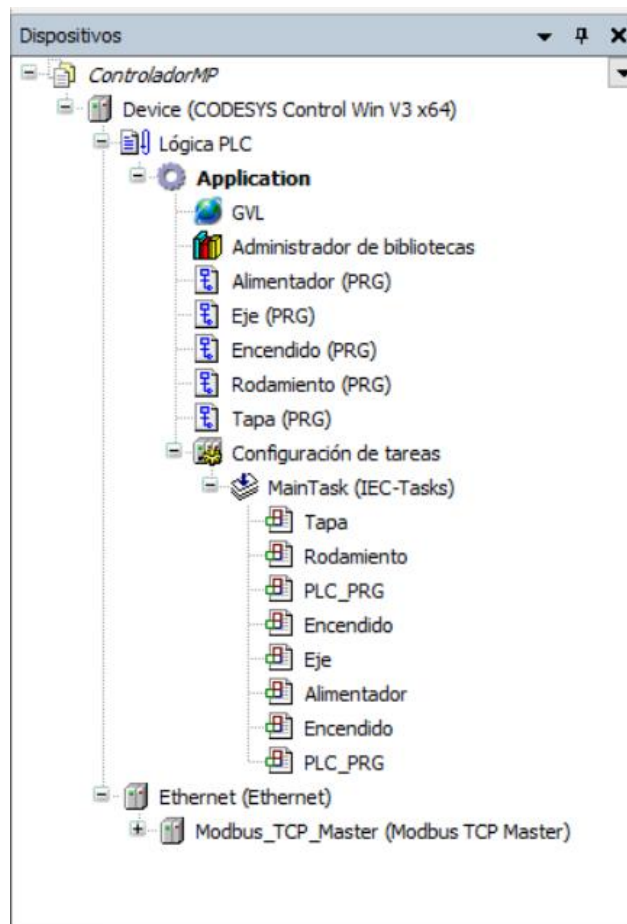 Dispositivos
ControladorMP
Device (CODESYS Control Win V3 x64)
Lógica PLC
Application
GVL
Administrador de bibliotecas
Alimentador (PRG)
Eje (PRG)
Encendido (PRG)
Rodamiento (PRG)
Tapa (PRG)
Configuración de tareas
MainTask (IEC-Tasks)
Tapa
Rodamiento
PLC_PRG
Encendido
Eje
Alimentador
Encendido
PLC_PRG
Ethernet (Ethernet)
Modbus_TCP_Master (Modbus TCP Master)